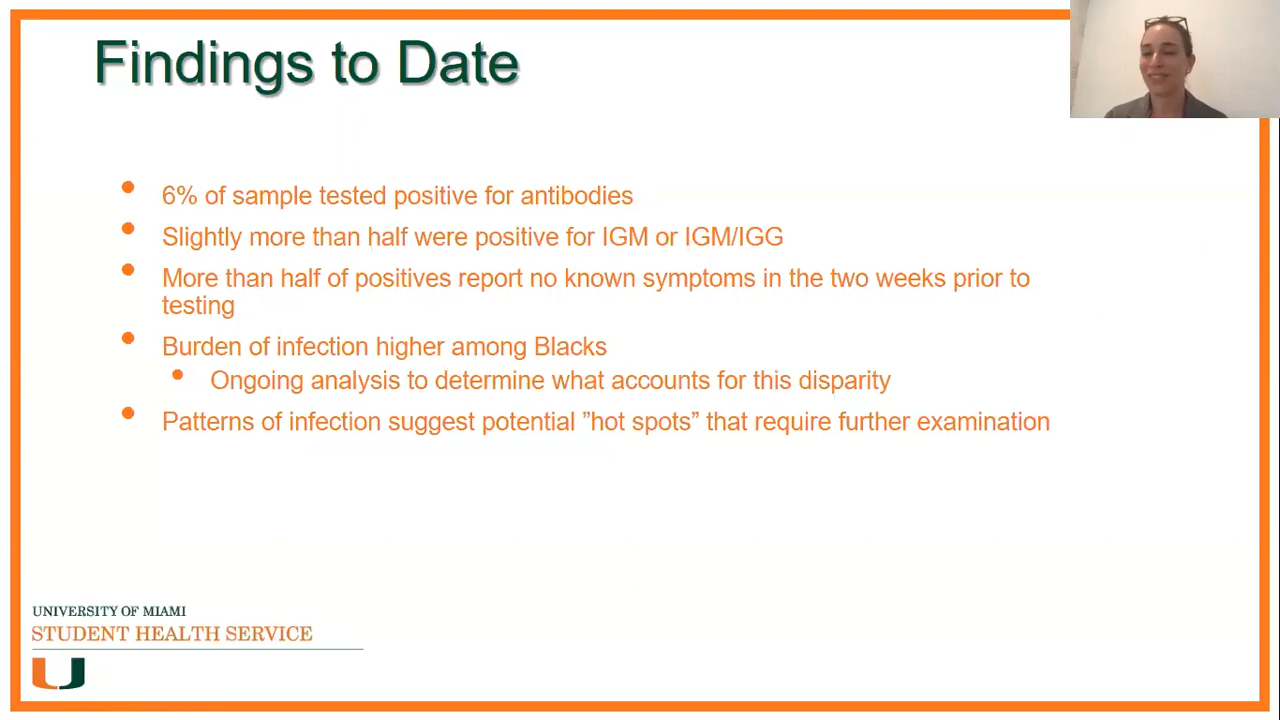 Findings to Date
• 6% of sample tested positive for antibodies
• Slightly more than half were positive for IGM or IGM/IGG
• More than half of positives report no known symptoms in the two weeks prior to
testing
• Burden of infection higher among Blacks
• Ongoing analysis to determine what accounts for this disparity
• Patterns of infection suggest potential ”hot spots” that require further examination
UNIVERSITY OF MIAMI
STUDENT HEALTH SERVICE
U